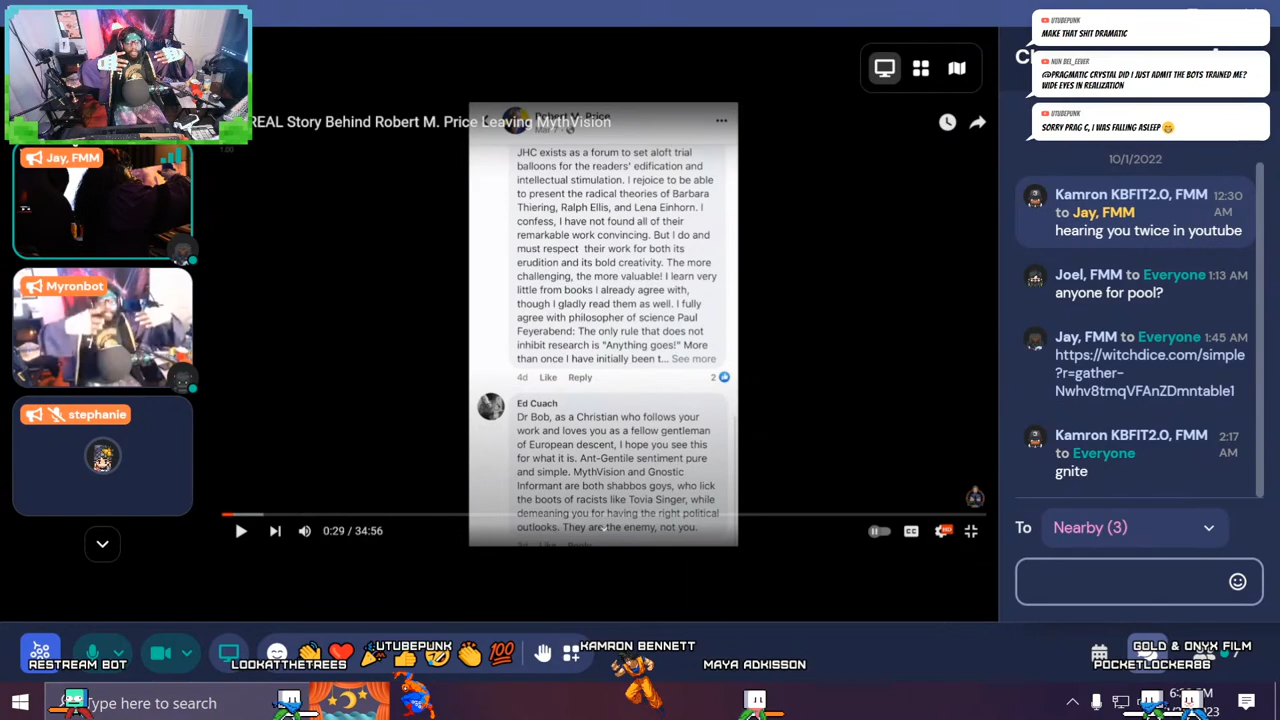 UTUBEPUNK
MAKE THAT SHIT DRAMATIC
NUN BEL_EEVER
@PRAGMATIC CRYSTAL DID I JUST ADMIT THE BOTS TRAINED ME?
WIDE EYES IN REALIZATION
UTUBEPUNK
SORRY PRAG C, I WAS FALLING ASLEEP
REAL Story Behind Robert M. Price Leaving MythVision
Jay, FMM
Myronbot
stephanie
JHC exists as a forum to set aloft trial
balloons for the readers' edification and
intellectual stimulation. I rejoice to be able
to present the radical theories of Barbara
Thiering, Ralph Ellis, and Lena Einhorn. I
confess, I have not found all of their
remarkable work convincing. But I do and
must respect their work for both its
erudition and its bold creativity. The more
challenging, the more valuable! I learn very
little from books I already agree with,
though I gladly read them as well. I fully
agree with philosopher of science Paul
Feyerabend: The only rule that does not
inhibit research is "Anything goes!" More
than once I have initially been t... See more
4d Like Reply 2
Ed Cuach
Dr Bob, as a Christian who follows your
work and loves you as a fellow gentleman
of European descent, I hope you see this
for what it is. Ant-Gentile sentiment pure
and simple. MythVision and Gnostic
Informant are both shabbos goys, who lick
the boots of racists like Tovia Singer, while
demeaning you for having the right political
outlooks. They are the enemy, not you.
0:29 / 34:56
CC
HD
10/1/2022
Kamron KBFIT2.0, FMM 12:30
to Jay, FMM AM
hearing you twice in youtube
Joel, FMM to Everyone 1:13 AM
anyone for pool?
Jay, FMM to Everyone 1:45 AM
https://witchdice.com/simple
?r=gather-
Nwhv8tmqVFAnZDmntable1
Kamron KBFIT2.0, FMM 2:17
to Everyone AM
gnite
To Nearby (3)
RESTREAM BOT
LOOKATTHETREES
UTUBEPUNK
100
KAMRON BENNETT
MAYA ADKISSON
GOLD & ONYX FILM
POCKETLOCKER86
Type here to search